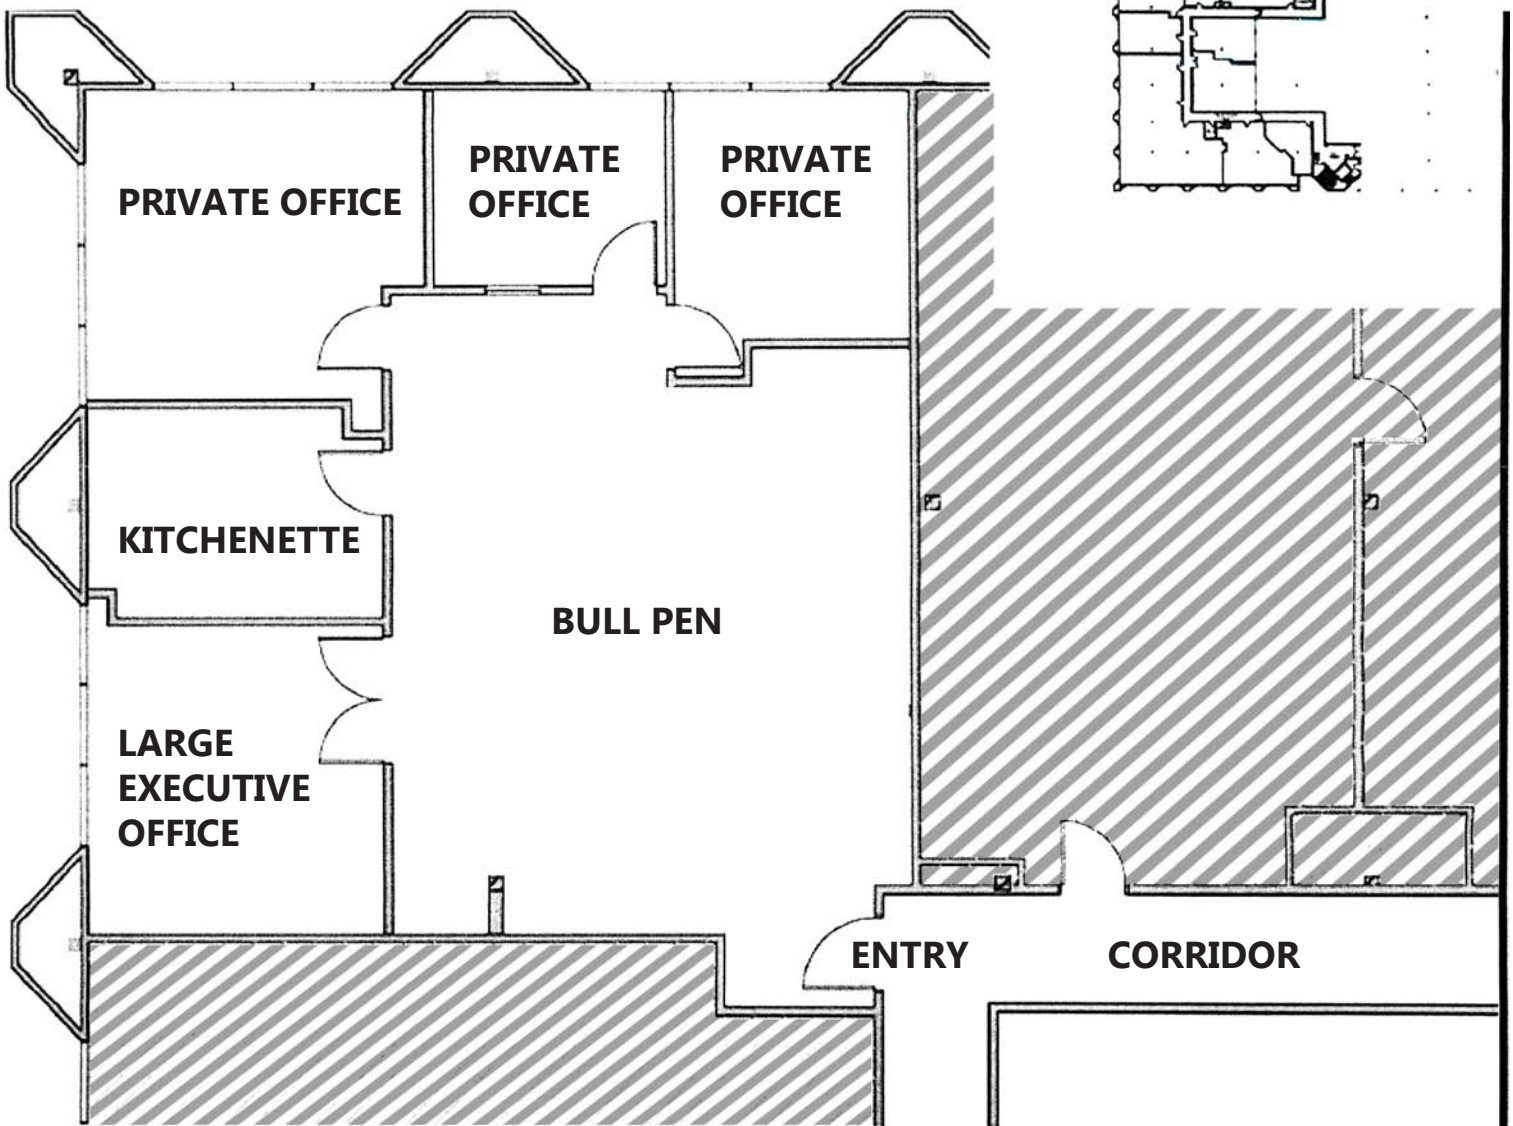 PRIVATE OFFICE
PRIVATE
OFFICE
PRIVATE
OFFICE
KITCHENETTE
BULL PEN
LARGE
EXECUTIVE
OFFICE
ENTRY
CORRIDOR